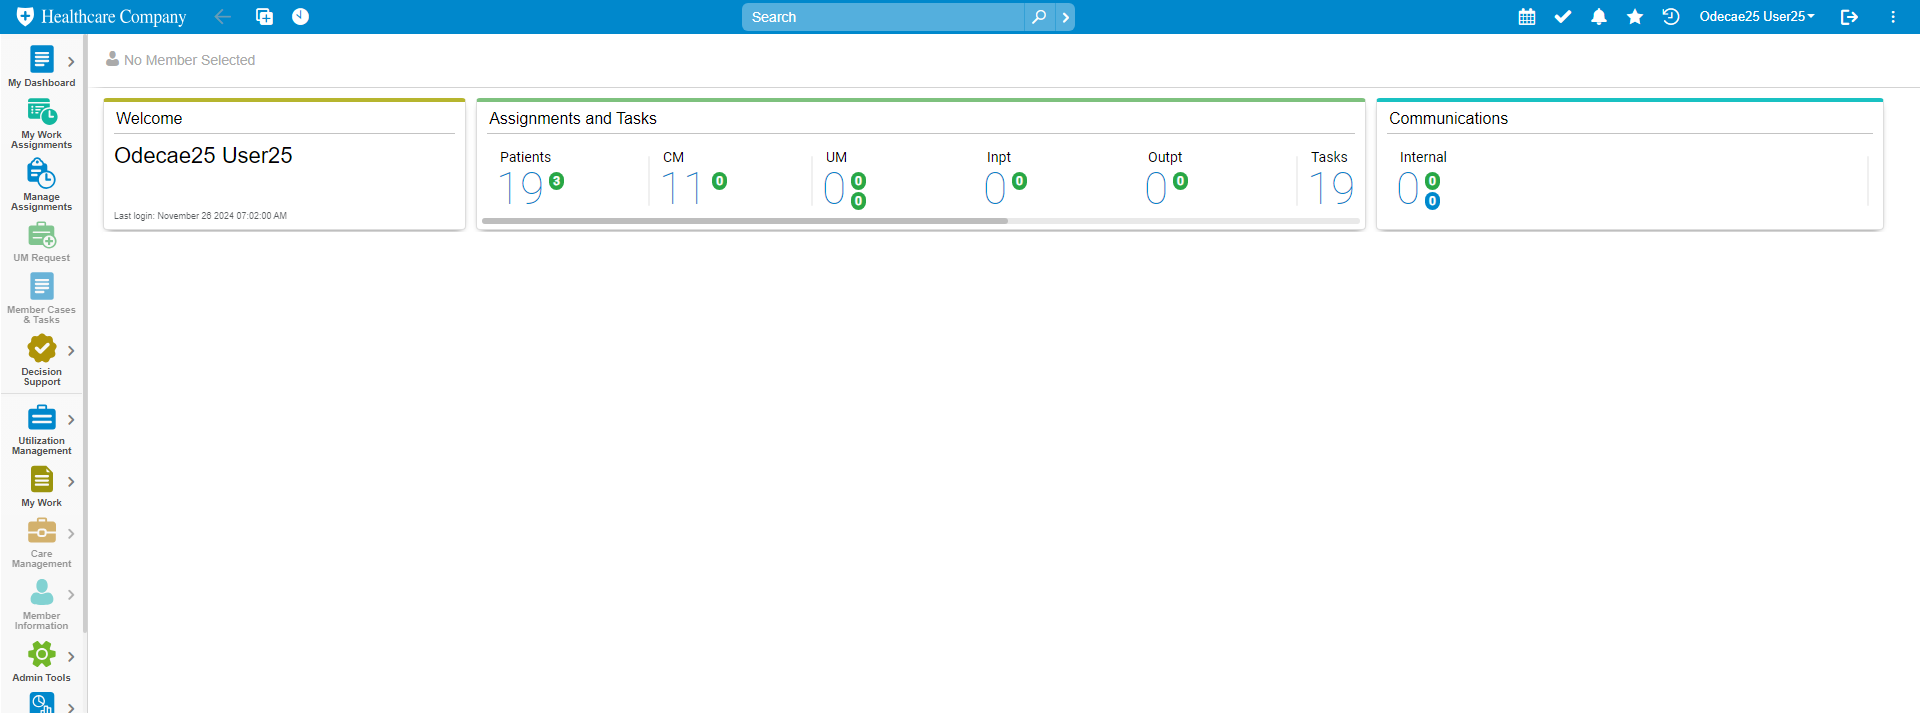 Healthcare Company
Search
Odecae25 User25
No Member Selected
My Dashboard
My Work
Assignments
Manage
Assignments
UM Request
Member Cases
& Tasks
Decision
Support
Utilization
Management
My Work
Care
Management
Member
Information
Admin Tools
Welcome
Odecae25 User25
Last login: November 26 2024 07:02:00 AM
Assignments and Tasks
Patients
19 3
CM
11 0
UM
0 0
0
Inpt
0 0
Outpt
0 0
Tasks
19
Communications
Internal
0 0
0